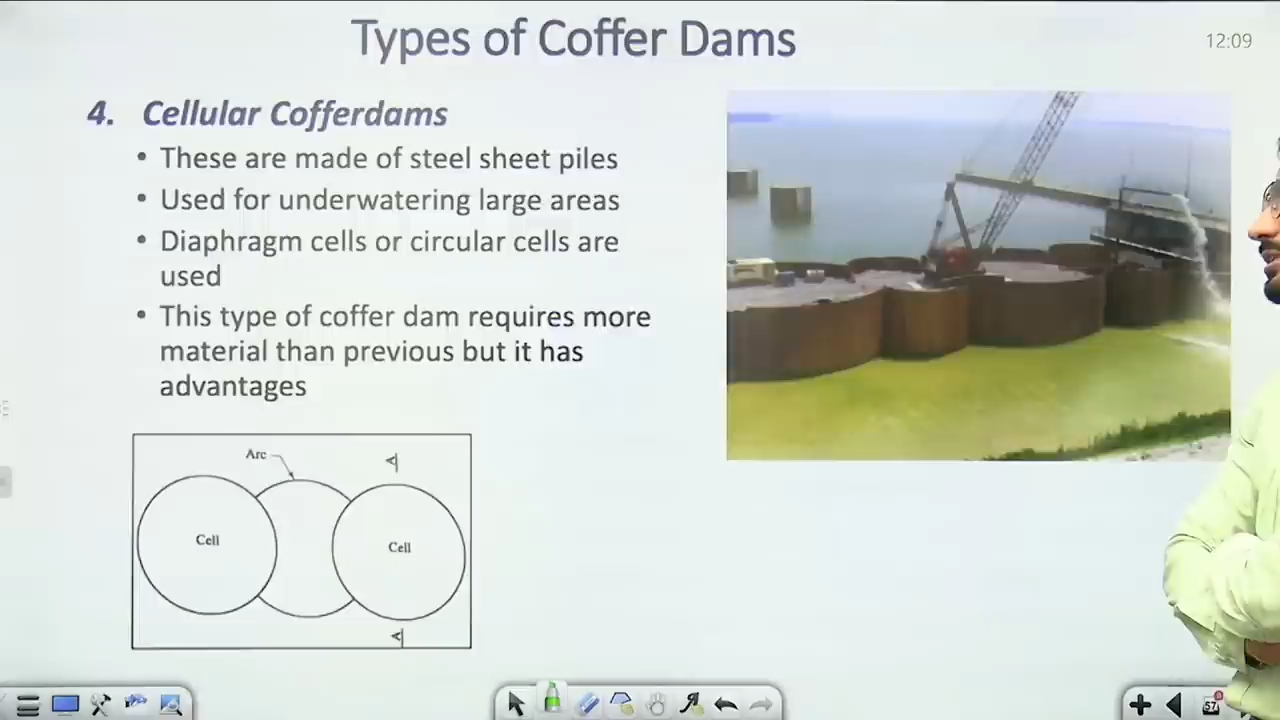 Types of Coffer Dams
12:09
4. Cellular Cofferdams
• These are made of steel sheet piles
• Used for underwatering large areas
• Diaphragm cells or circular cells are
used
• This type of coffer dam requires more
material than previous but it has
advantages
Arc
A
Cell
Cell
A
57